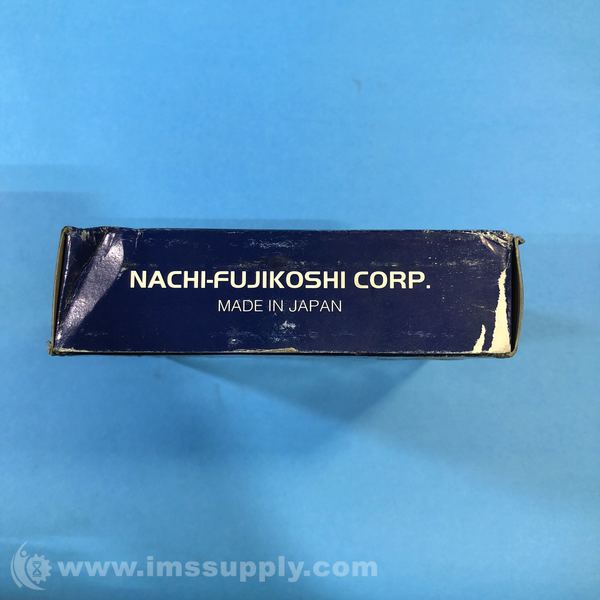 NACHI-FUJIKOSHI CORP.
MADE IN JAPAN
www.imssupply.com